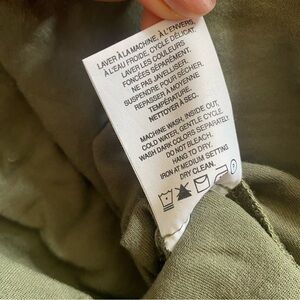 LAVER À LA MACHINE, À L'ENVERS,
À L'EAU FROIDE CYCLE DÉLICAT.
LAVER LES COULEURS
FONCÉES SÉPARÉMENT.
NE PAS JAVELLISER.
SUSPENDRE POUR SÉCHER.
REPASSER À MOYENNE
TEMPÉRATURE.
NETTOYER À SEC.
MACHINE WASH, INSIDE OUT,
COLD WATER, GENTLE CYCLE.
WASH DARK COLORS SEPARATELY
DO NOT BLEACH.
HANG TO DRY.
IRON AT MEDIUM SETTING
DRY CLEAN.